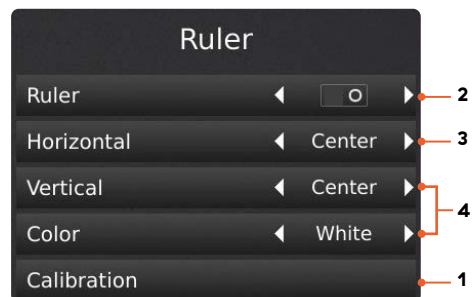 Ruler
Ruler 2
Horizontal Center 3
Vertical Center
4
Color White
Calibration 1